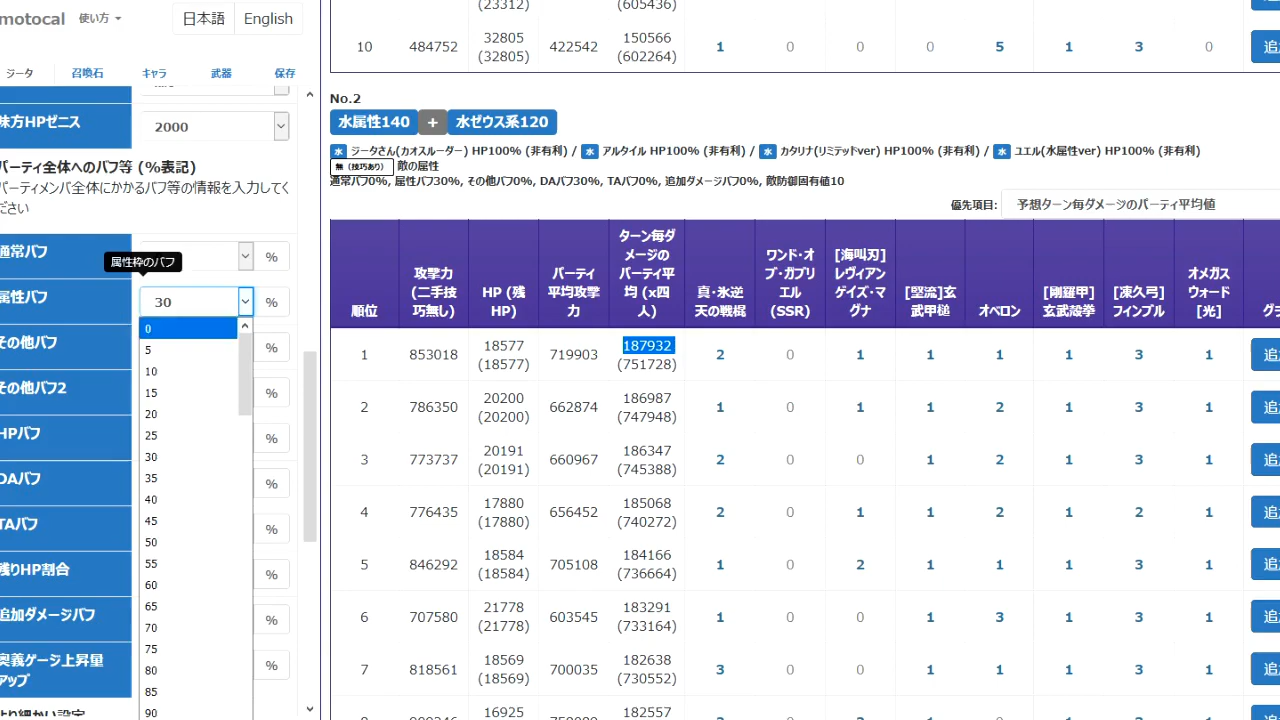 motocal 使い方
日本語 English
ジータ 召喚石 キャラ 武器 保存
味方HPゼニス 2000
パーティ全体へのバフ等 (%表記)
パーティメンバ全体にかかるバフ等の情報を入力してく
ださい
通常バフ %
属性枠のバフ
属性バフ 30 %
その他バフ %
その他バフ2 %
HPバフ %
DAバフ %
TAバフ %
残りHP割合 %
追加ダメージバフ %
奥義ゲージ上昇量
アップ %
0
5
10
15
20
25
30
35
40
45
50
55
60
65
70
75
80
85
90
(23312) (605436)
10 484752 32805 (32805) 422542 150566 (602264) 1 0 0 0 5 1 3 0 追
No.2
水属性140 + 水ゼウス系120
水 ジータさん(カオスルーダー) HP100% (非有利) / 水 アルタイル HP100% (非有利) / 水 カタリナ(リミテッドver) HP100% (非有利) / 水 ユエル(水属性ver) HP100% (非有利)
無 (技巧あり) 敵の属性
通常バフ0%, 属性バフ30%, その他バフ0%, DAバフ30%, TAバフ0%, 追加ダメージバフ0%, 敵防御固有値10
優先項目: 予想ターン毎ダメージのパーティ平均値
順位 攻撃力(二手技巧無し) HP (残HP) パーティ平均攻撃力 ターン毎ダメージのパーティ平均 (x四人) 真・氷逆天の戦棍 ワンド・オブ・ガブリエル(SSR) [海叫刃]レヴィアンゲイズ・マグナ [堅流]玄武甲槌 オベロン [剛羅甲]玄武殻拳 [凍久弓]フィンブル オメガスウォード[光]
1 853018 18577 (18577) 719903 187932 (751728) 2 0 1 1 1 1 3 1 追
2 786350 20200 (20200) 662874 186987 (747948) 1 0 1 1 2 1 3 1 追
3 773737 20191 (20191) 660967 186347 (745388) 2 0 0 1 2 1 3 1 追
4 776435 17880 (17880) 656452 185068 (740272) 2 0 1 1 2 1 2 1 追
5 846292 18584 (18584) 705108 184166 (736664) 1 0 2 1 1 1 3 1 追
6 707580 21778 (21778) 603545 183291 (733164) 1 0 0 1 3 1 3 1 追
7 818561 18569 (18569) 700035 182638 (730552) 3 0 0 1 1 1 3 1 追
16925 182557